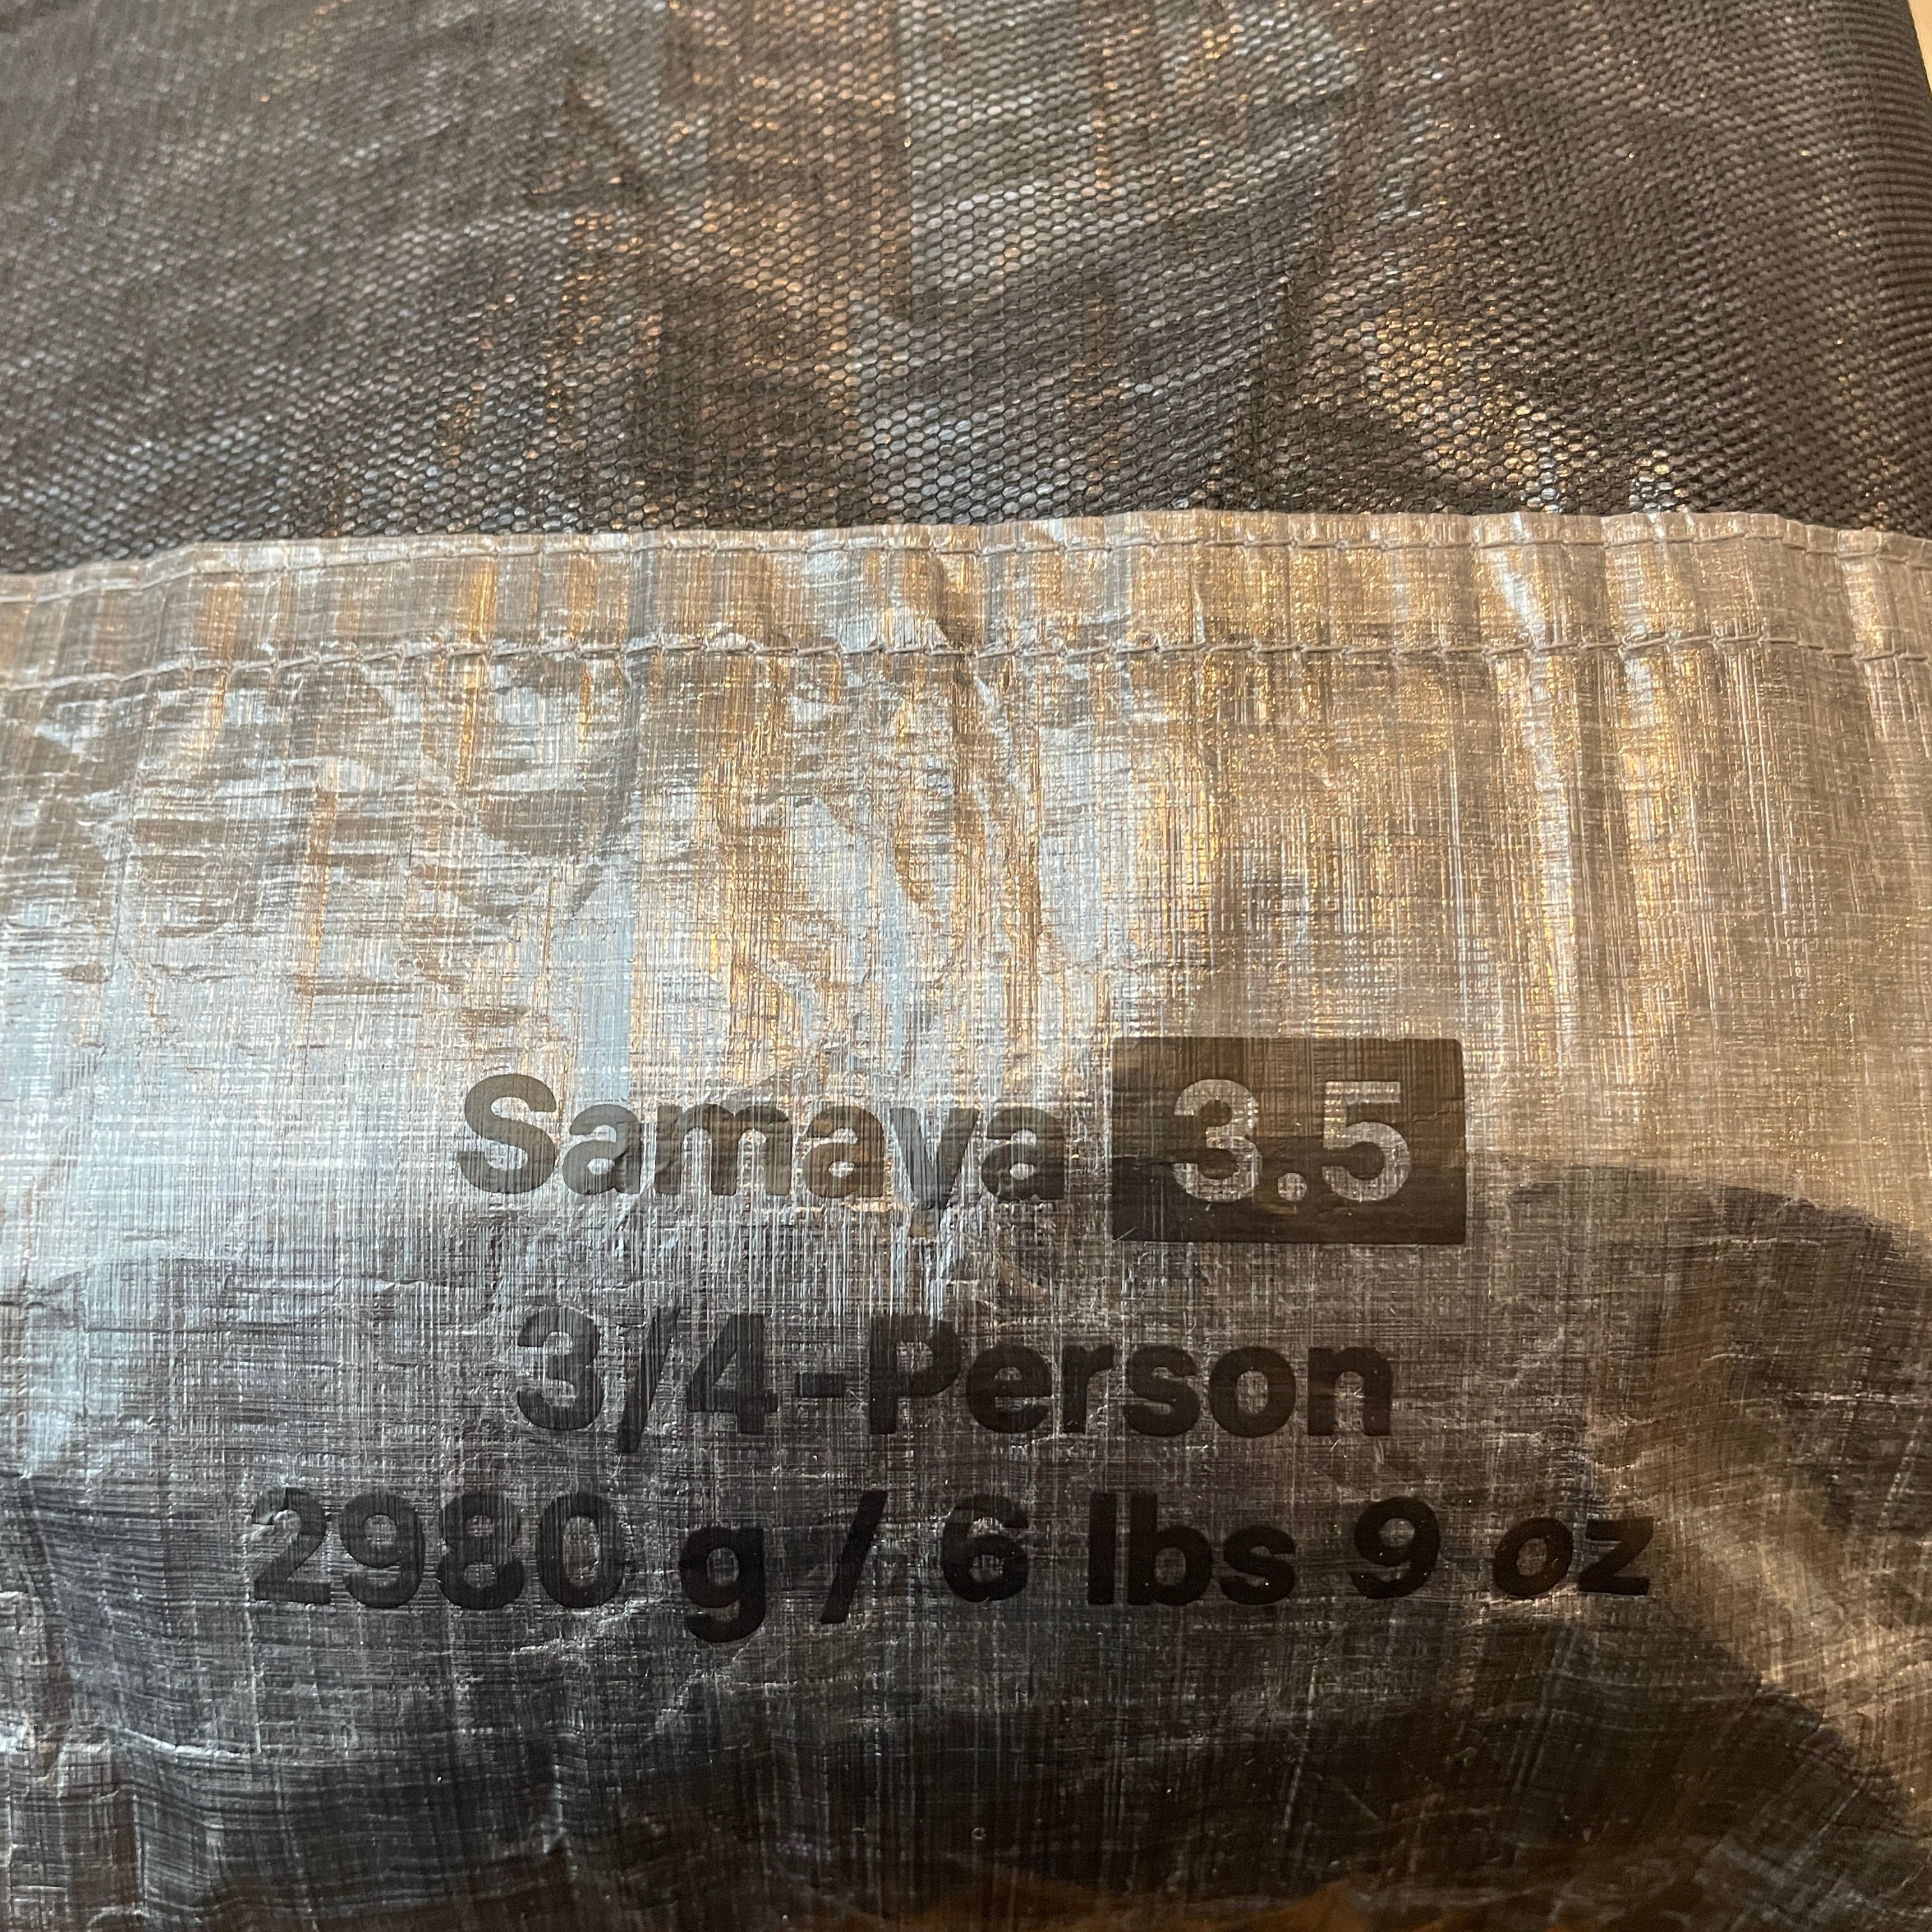 Samaya 3.5
3/4-Person
2980 g / 6 lbs 9 oz